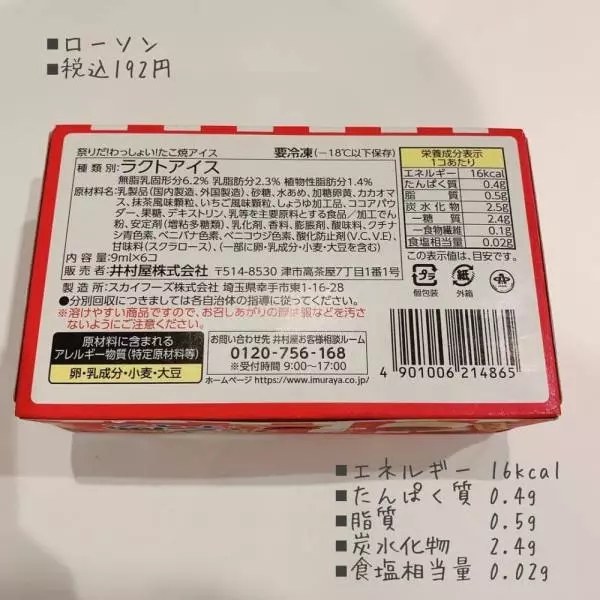 ■ローソン
■税込192円
祭りだ!わっしょい!たこ焼アイス 要冷凍(−18℃以下保存)
種類別:ラクトアイス
無脂乳固形分6.2% 乳脂肪分2.3% 植物性脂肪分1.4%
原材料名:乳製品(国内製造、外国製造)、砂糖、水あめ、加糖卵黄、カカオマ
ス、抹茶風味顆粒、いちご風味顆粒、しょうゆ加工品、ココアパウ
ダー、果糖、デキストリン、乳等を主要原料とする食品/加工でん
粉、安定剤(増粘多糖類)、乳化剤、香料、膨脹剤、酸味料、クチナ
シ青色素、ベニバナ色素、ベニコウジ色素、酸化防止剤(V.C、V.E)、
甘味料(スクラロース)、(一部に卵・乳成分・小麦・大豆を含む)
内容量:9ml×6コ
販売者:井村屋株式会社 〒514-8530 津市高茶屋7丁目1番1号
製造所:スカイフーズ株式会社 埼玉県幸手市東1-16-28
●分別回収につきましては各自治体の指導に従ってください。
※溶けやすい商品ですので、お召しあがりの際は服などを汚さ
ないようにご注意ください。
栄養成分表示
1コあたり
エネルギー 16kcal
たんぱく質 0.4g
脂質 0.5g
炭水化物 2.5g
−糖質 2.4g
−食物繊維 0.1g
食塩相当量 0.02g
この表示値は、目安です。
プラ 紙
個包装 外箱
原材料に含まれる
アレルギー物質(特定原材料等)
卵・乳成分・小麦・大豆
お問い合わせ先 井村屋お客様相談ルーム
0120-756-168
※受付時間 9:00〜17:00
ホームページ https://www.imuraya.co.jp/
4 901006 214865
■エネルギー 16kcal
■たんぱく質 0.4g
■脂質 0.5g
■炭水化物 2.4g
■食塩相当量 0.02g